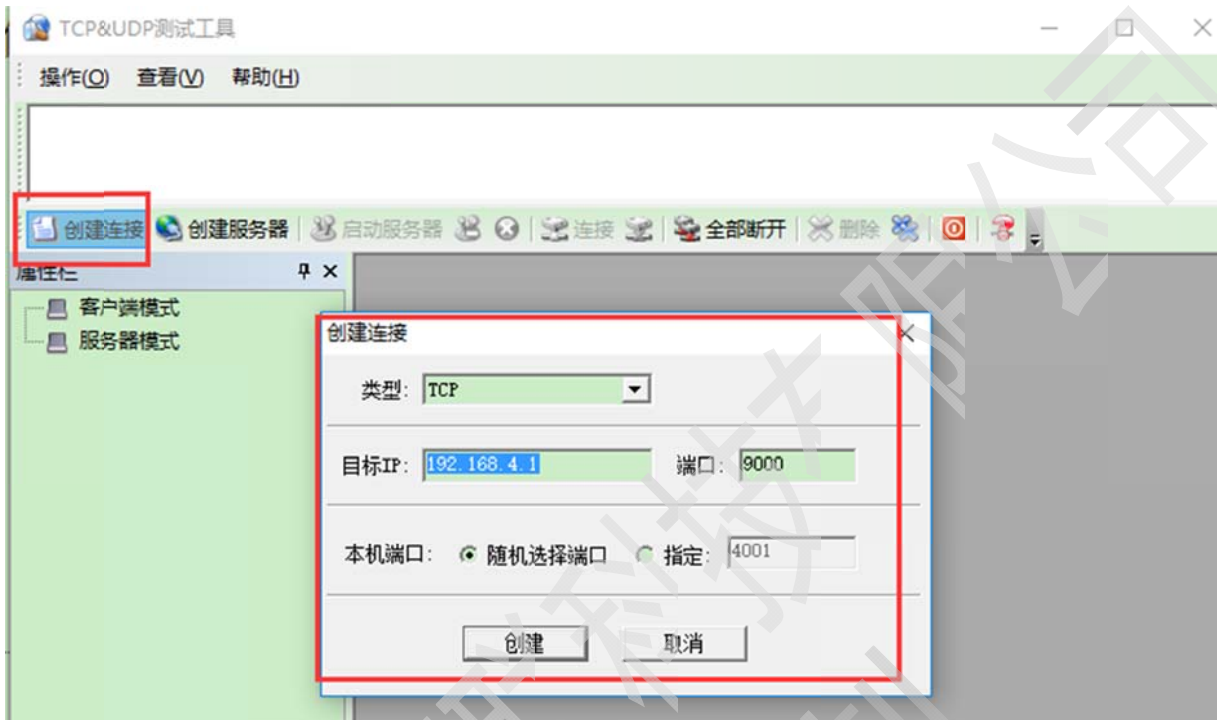 TCP&UDP测试工具
操作(O) 查看(V) 帮助(H)
创建连接 创建服务器 启动服务器 连接 全部断开 删除
属性栏
客户端模式
服务器模式
创建连接
类型: TCP
目标IP: 192.168.4.1 端口: 9000
本机端口: 随机选择端口 指定: 4001
创建 取消